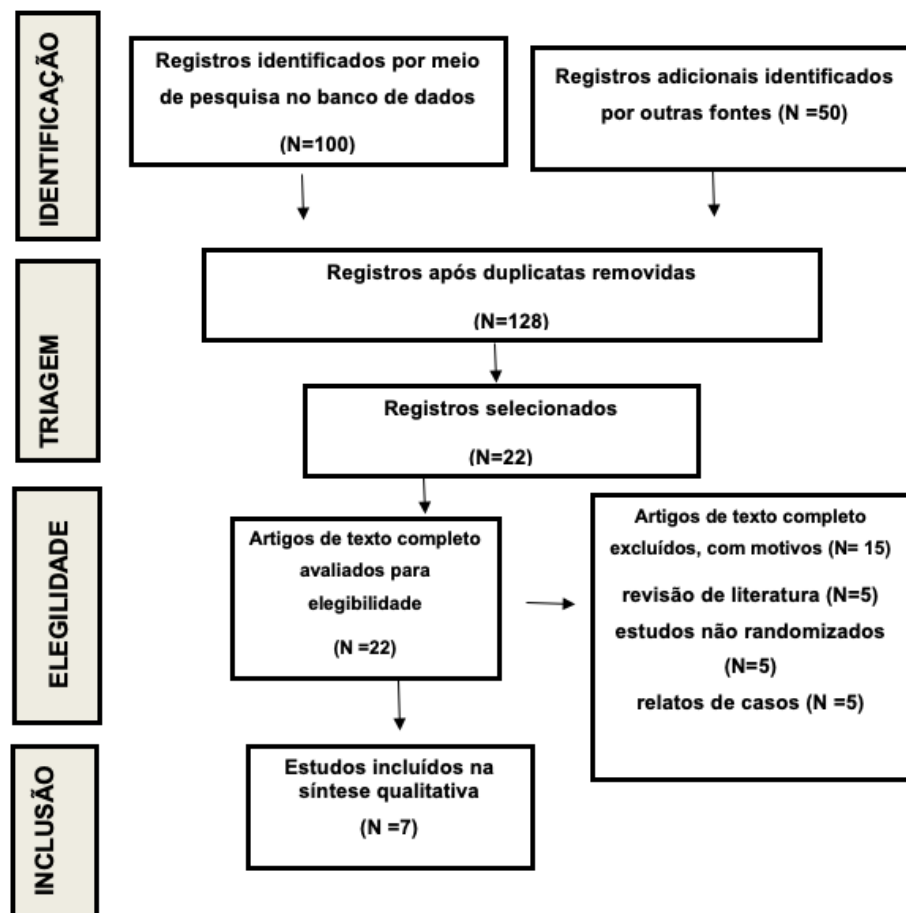 IDENTIFICAÇÃO
Registros identificados por meio
de pesquisa no banco de dados
(N=100)
Registros adicionais identificados
por outras fontes (N =50)
TRIAGEM
Registros após duplicatas removidas
(N=128)
Registros selecionados
(N=22)
ELEGILIDADE
Artigos de texto completo
avaliados para
elegibilidade
(N =22)
Artigos de texto completo
excluídos, com motivos (N= 15)
revisão de literatura (N=5)
estudos não randomizados
(N=5)
relatos de casos (N =5)
INCLUSÃO
Estudos incluídos na
síntese qualitativa
(N =7)